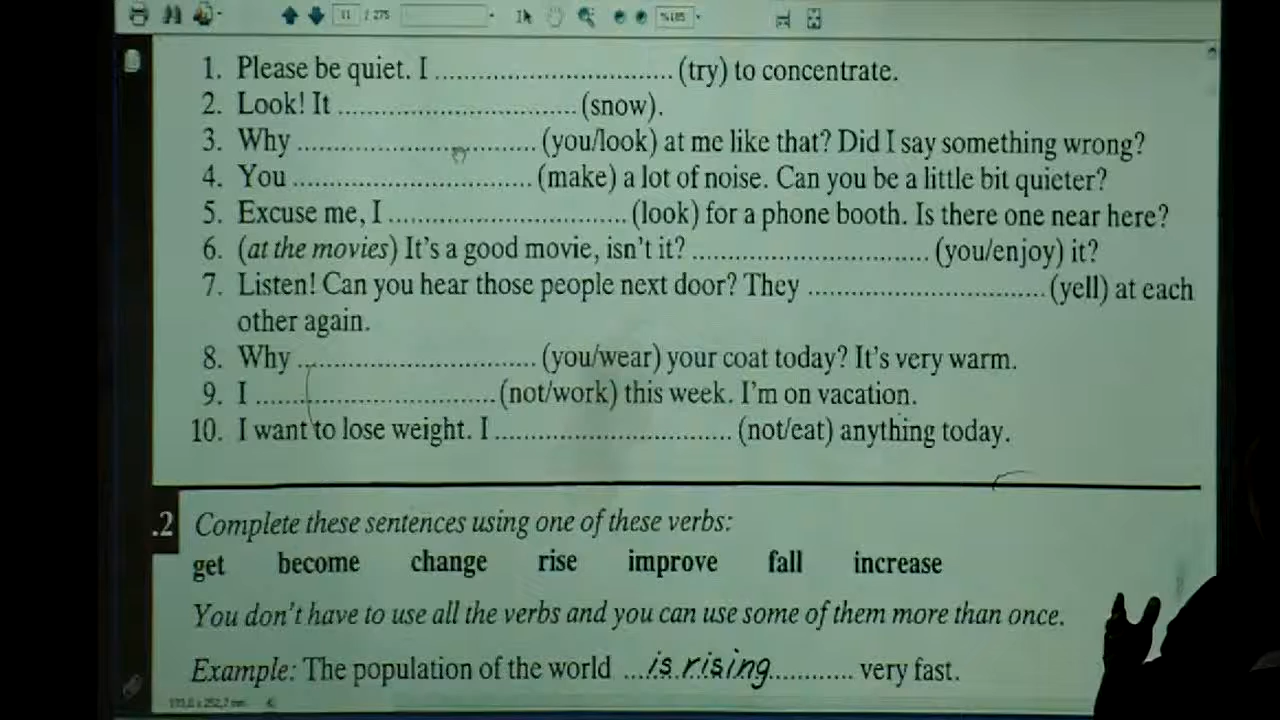 11 / 275 %185
1. Please be quiet. I ................................ (try) to concentrate.
2. Look! It ................................ (snow).
3. Why ................................ (you/look) at me like that? Did I say something wrong?
4. You ................................ (make) a lot of noise. Can you be a little bit quieter?
5. Excuse me, I ................................ (look) for a phone booth. Is there one near here?
6. (at the movies) It's a good movie, isn't it? ................................ (you/enjoy) it?
7. Listen! Can you hear those people next door? They ................................ (yell) at each
other again.
8. Why ................................ (you/wear) your coat today? It's very warm.
9. I ................................ (not/work) this week. I'm on vacation.
10. I want to lose weight. I ................................ (not/eat) anything today.
.2 Complete these sentences using one of these verbs:
get become change rise improve fall increase
You don't have to use all the verbs and you can use some of them more than once.
Example: The population of the world ...is rising........... very fast.